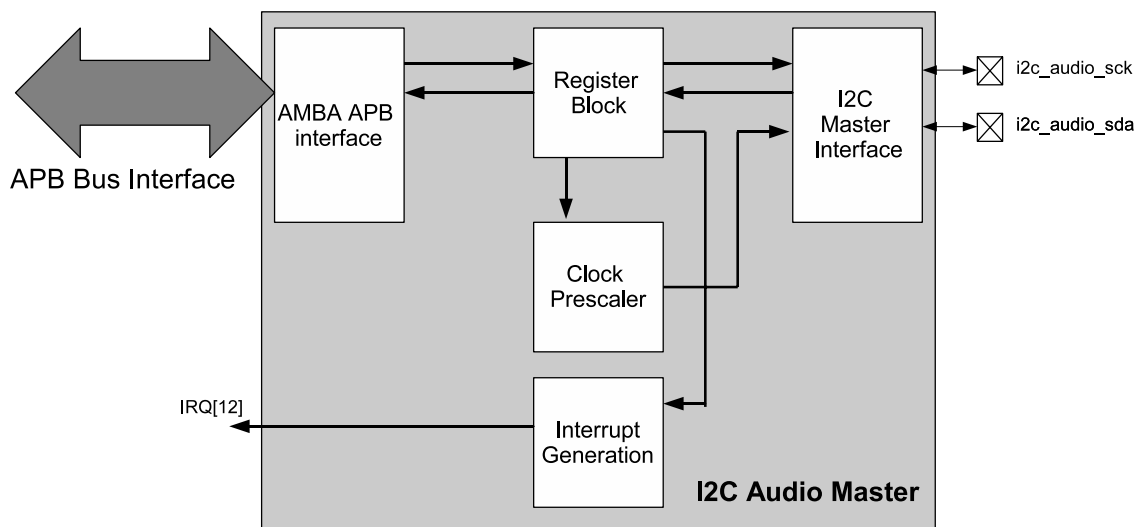 AMBA APB
interface
Register
Block
I2C
Master
Interface
i2c_audio_sck
i2c_audio_sda
APB Bus Interface
Clock
Prescaler
IRQ[12]
Interrupt
Generation
I2C Audio Master